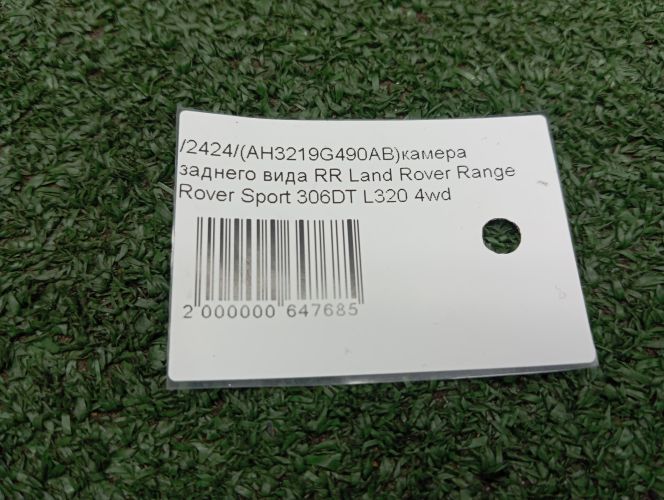 /2424/(AH3219G490AB)камера
заднего вида RR Land Rover Range
Rover Sport 306DT L320 4wd
2 000000 647685